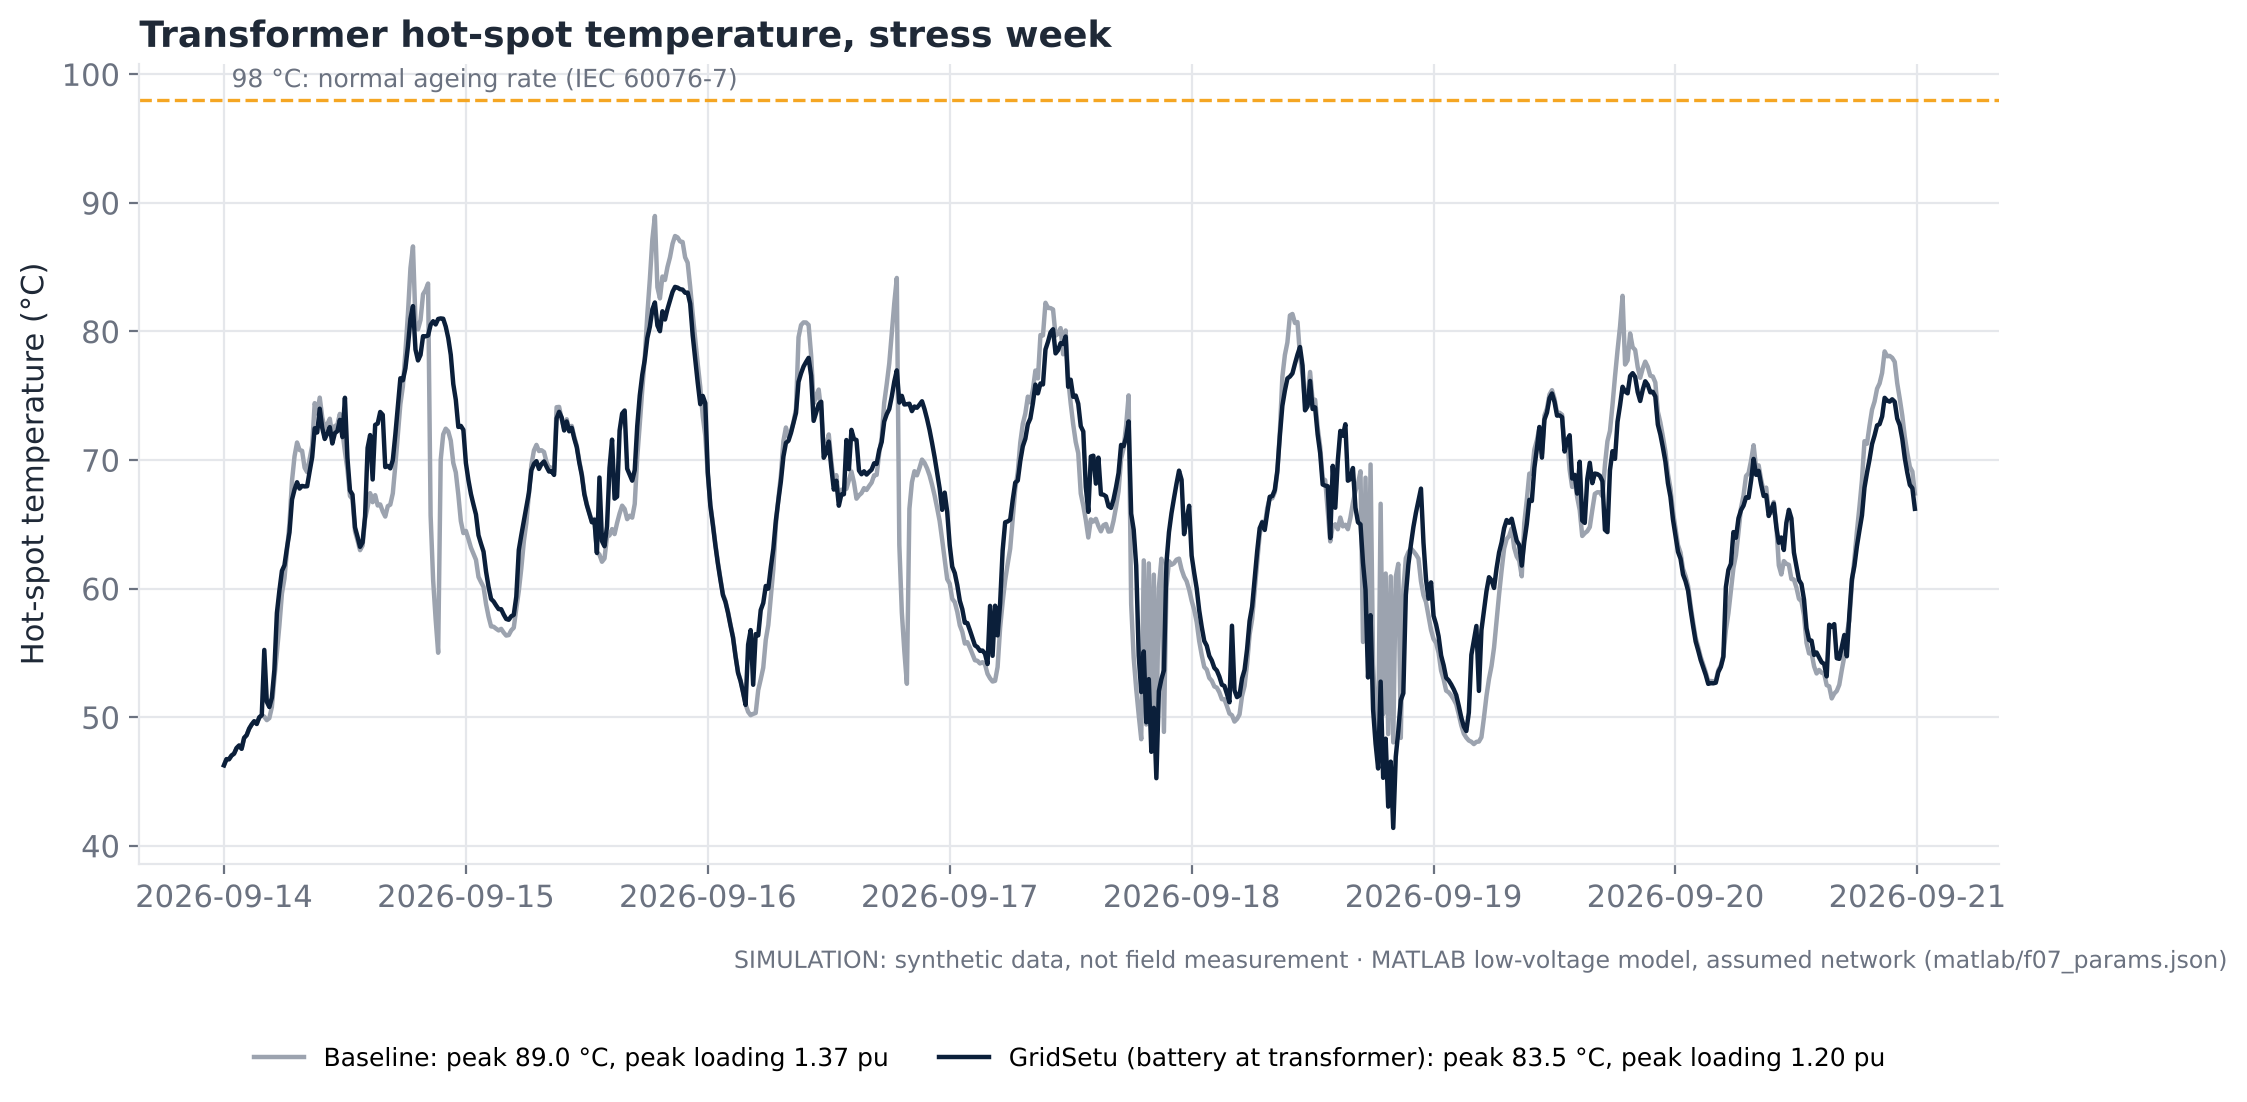 Transformer hot-spot temperature, stress week
98 °C: normal ageing rate (IEC 60076-7)
Hot-spot temperature (°C)
100
90
80
70
60
50
40
2026-09-14 2026-09-15 2026-09-16 2026-09-17 2026-09-18 2026-09-19 2026-09-20 2026-09-21
SIMULATION: synthetic data, not field measurement · MATLAB low-voltage model, assumed network (matlab/f07_params.json)
Baseline: peak 89.0 °C, peak loading 1.37 pu
GridSetu (battery at transformer): peak 83.5 °C, peak loading 1.20 pu